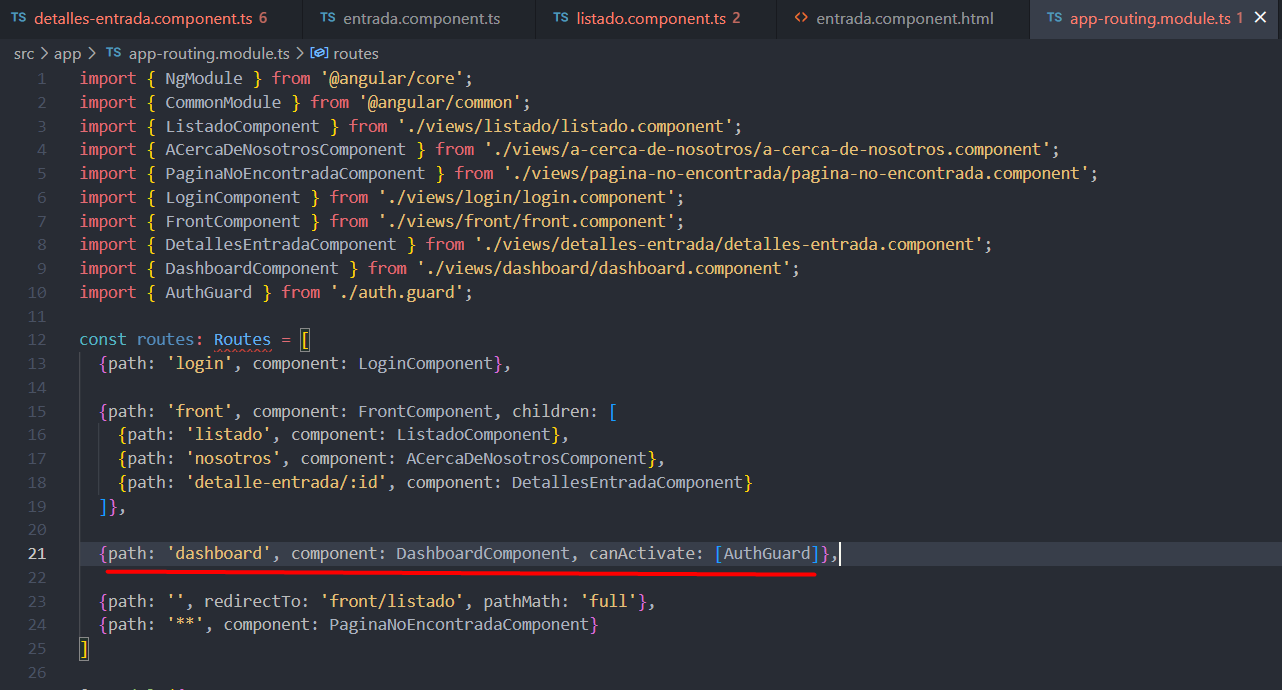 TS detalles-entrada.component.ts 6 TS entrada.component.ts TS listado.component.ts 2 <> entrada.component.html TS app-routing.module.ts 1 ×
src > app > TS app-routing.module.ts > routes
1 import { NgModule } from '@angular/core';
2 import { CommonModule } from '@angular/common';
3 import { ListadoComponent } from './views/listado/listado.component';
4 import { ACercaDeNosotrosComponent } from './views/a-cerca-de-nosotros/a-cerca-de-nosotros.component';
5 import { PaginaNoEncontradaComponent } from './views/pagina-no-encontrada/pagina-no-encontrada.component';
6 import { LoginComponent } from './views/login/login.component';
7 import { FrontComponent } from './views/front/front.component';
8 import { DetallesEntradaComponent } from './views/detalles-entrada/detalles-entrada.component';
9 import { DashboardComponent } from './views/dashboard/dashboard.component';
10 import { AuthGuard } from './auth.guard';
11
12 const routes: Routes = [
13 {path: 'login', component: LoginComponent},
14
15 {path: 'front', component: FrontComponent, children: [
16 {path: 'listado', component: ListadoComponent},
17 {path: 'nosotros', component: ACercaDeNosotrosComponent},
18 {path: 'detalle-entrada/:id', component: DetallesEntradaComponent}
19 ]},
20
21 {path: 'dashboard', component: DashboardComponent, canActivate: [AuthGuard]},
22
23 {path: '', redirectTo: 'front/listado', pathMath: 'full'},
24 {path: '**', component: PaginaNoEncontradaComponent}
25 ]
26